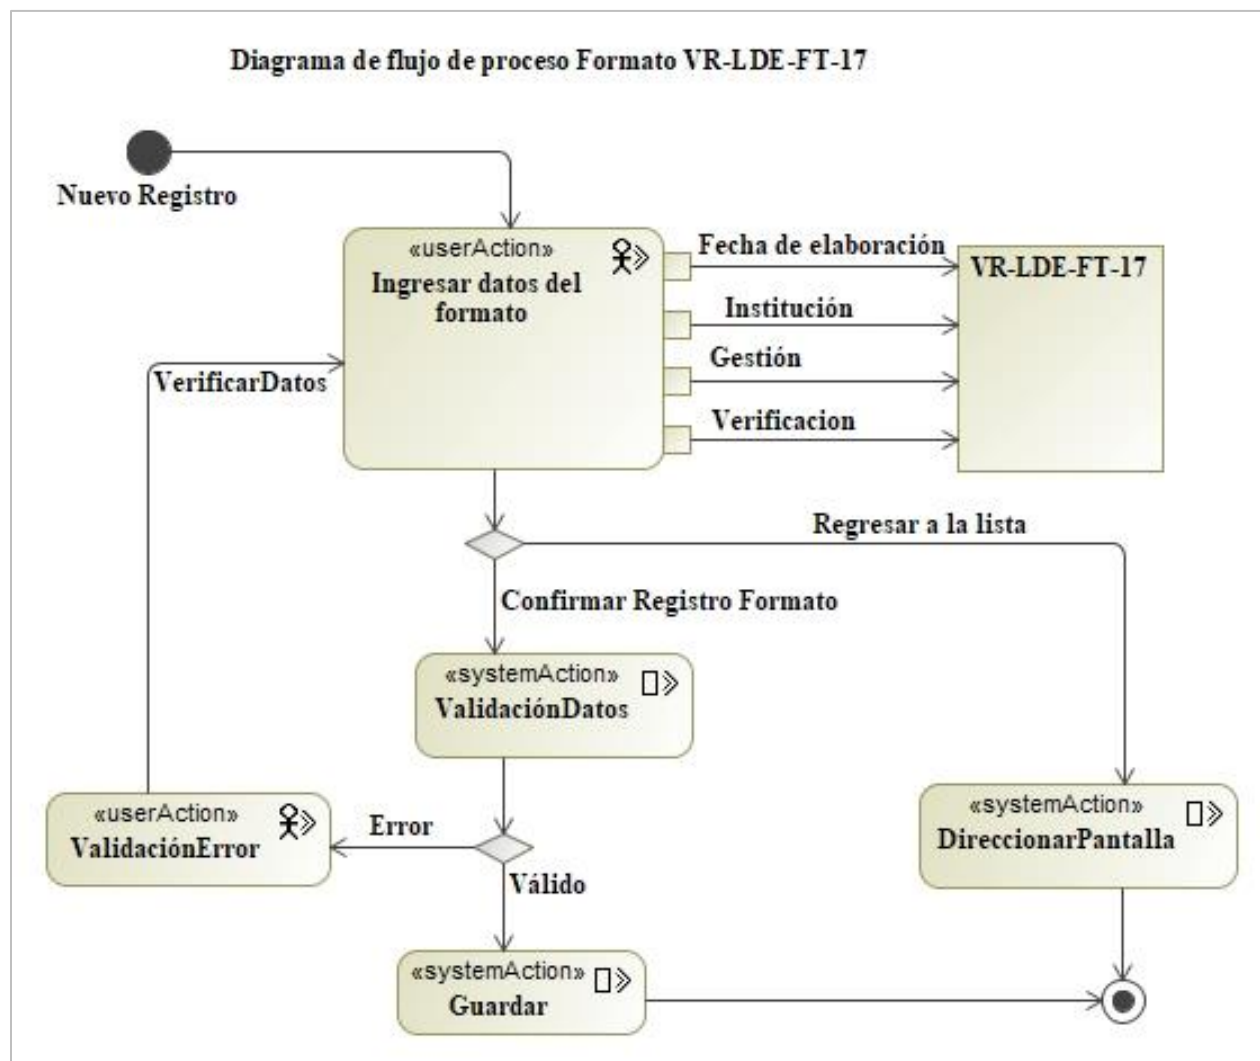 Diagrama de flujo de proceso Formato VR-LDE-FT-17
Nuevo Registro
«userAction»
Ingresar datos del
formato
Fecha de elaboración
Institución
Gestión
Verificacion
VR-LDE-FT-17
VerificarDatos
Regresar a la lista
Confirmar Registro Formato
«systemAction»
ValidaciónDatos
«userAction»
ValidaciónError
Error
Válido
«systemAction»
DireccionarPantalla
«systemAction»
Guardar